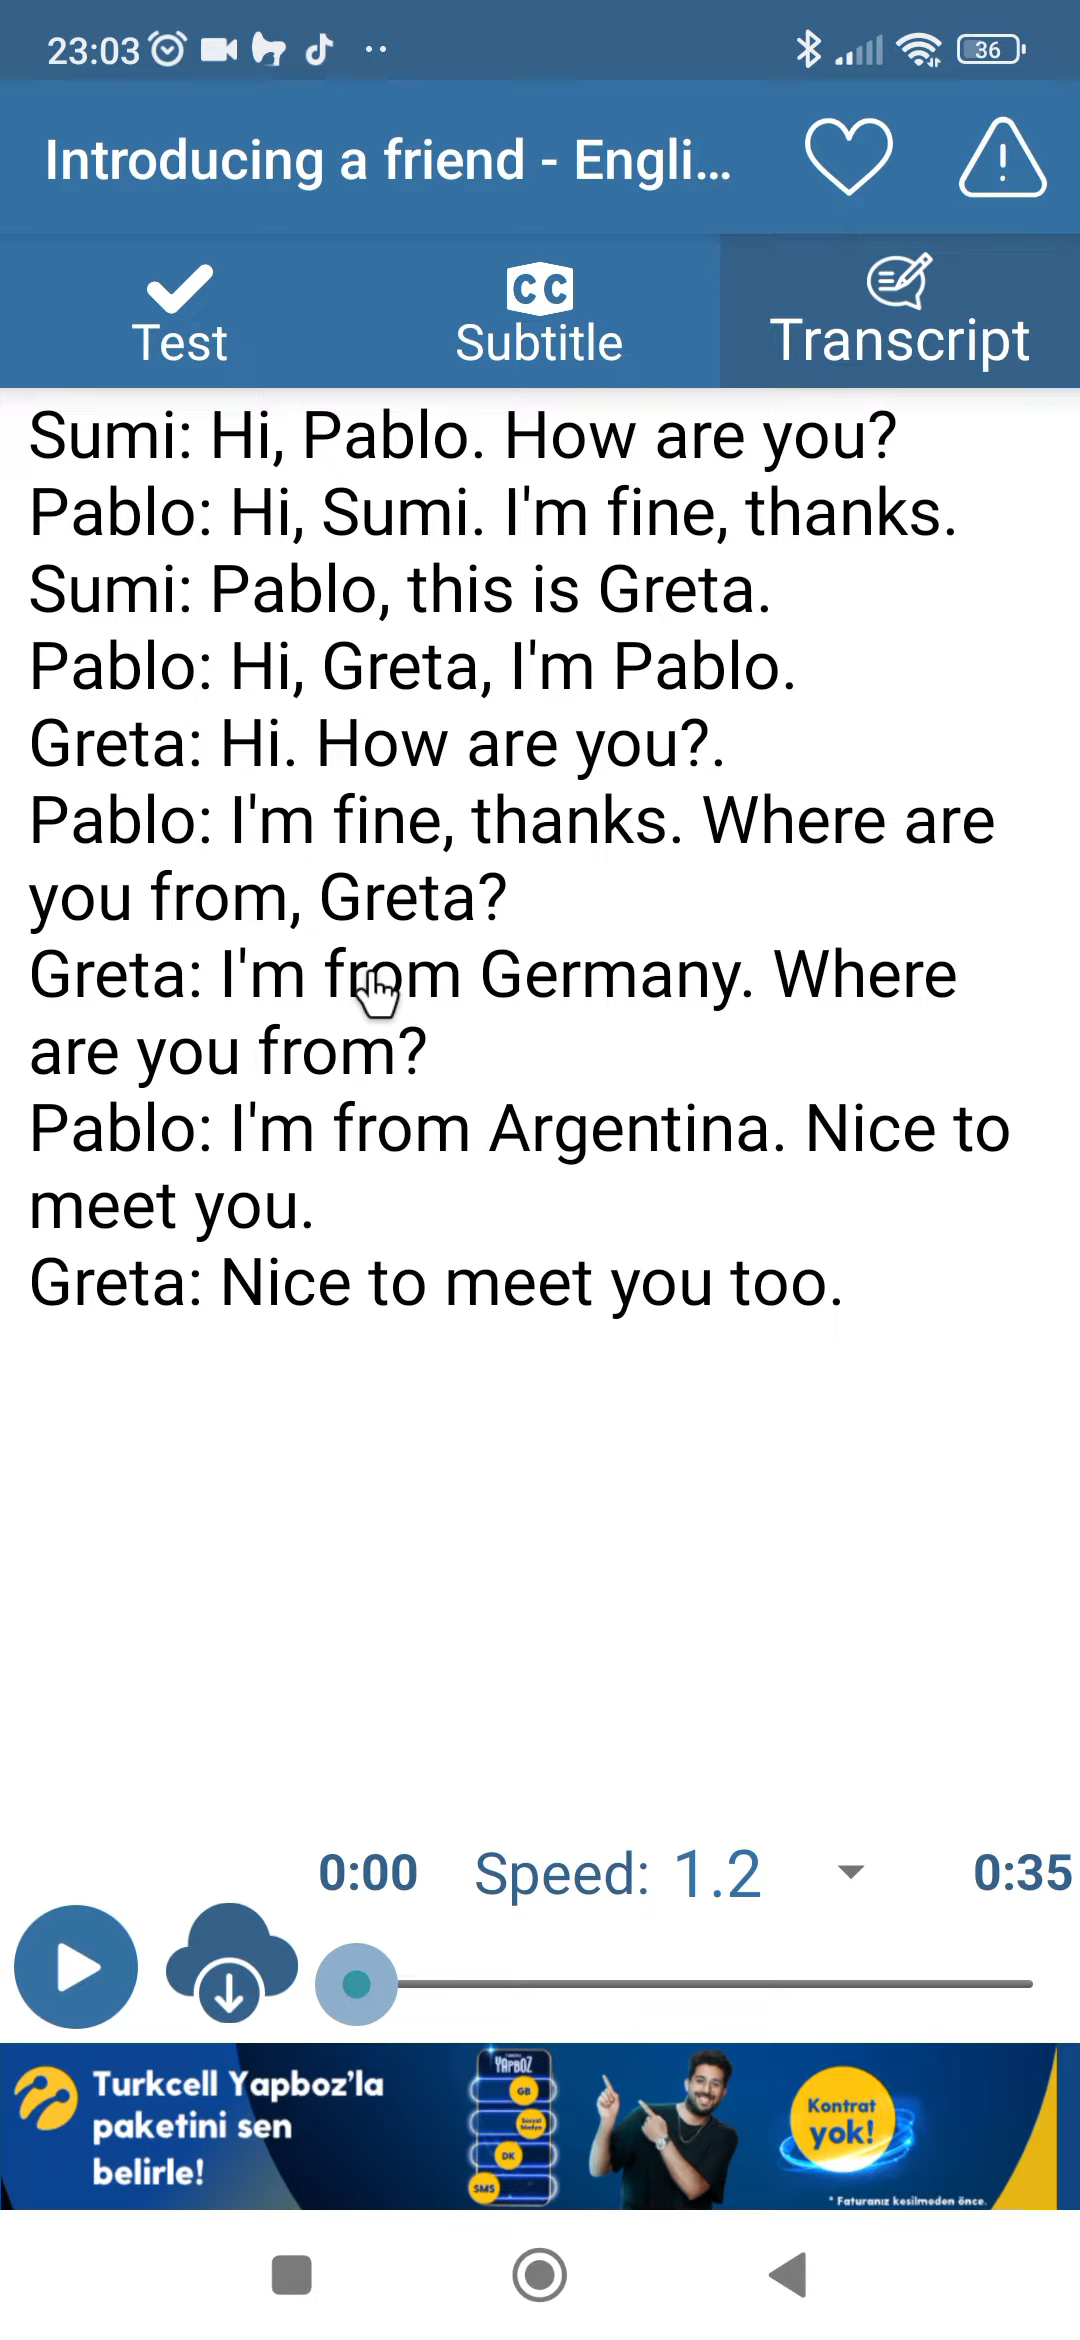 23:03
36
Introducing a friend - Engli...
Test
CC
Subtitle
Transcript
Sumi: Hi, Pablo. How are you?
Pablo: Hi, Sumi. I'm fine, thanks.
Sumi: Pablo, this is Greta.
Pablo: Hi, Greta, I'm Pablo.
Greta: Hi. How are you?.
Pablo: I'm fine, thanks. Where are
you from, Greta?
Greta: I'm from Germany. Where
are you from?
Pablo: I'm from Argentina. Nice to
meet you.
Greta: Nice to meet you too.
0:00
Speed: 1.2
0:35
Turkcell Yapboz'la
paketini sen
belirle!
YAPBOZ
GB
Sosyal
Medya
DK
SMS
Kontrat
yok!
* Faturanız kesilmeden önce.